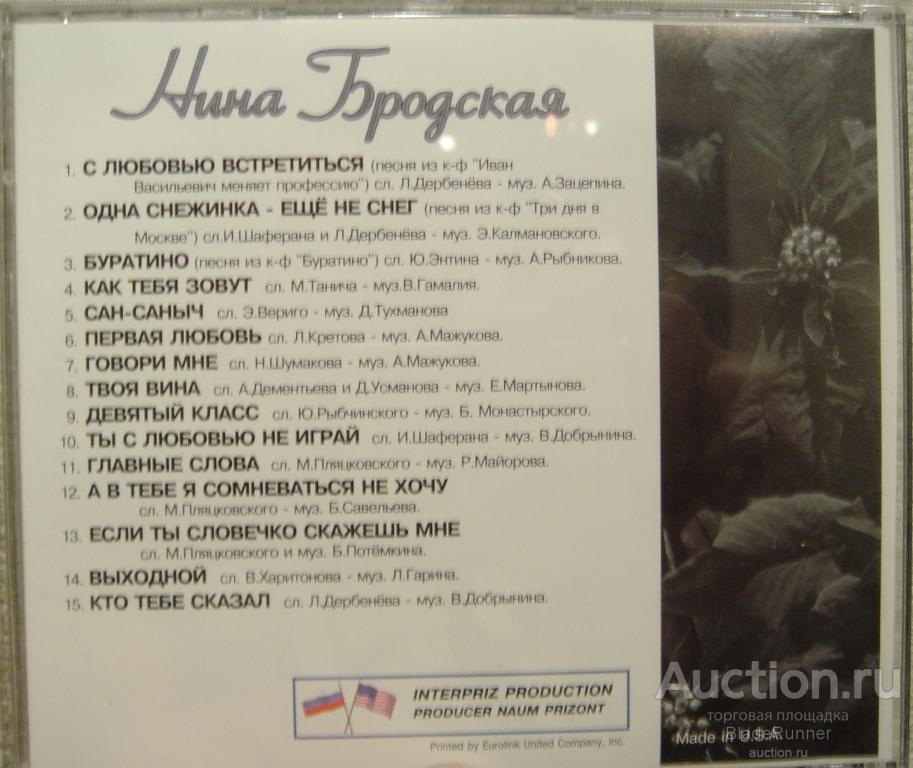 Нина Бродская
1. С ЛЮБОВЬЮ ВСТРЕТИТЬСЯ (песня из к-ф "Иван
Васильевич меняет профессию") сл. Л.Дербенёва - муз. А.Зацепина.
2. ОДНА СНЕЖИНКА - ЕЩЁ НЕ СНЕГ (песня из к-ф "Три дня в
Москве") сл.И.Шаферана и Л.Дербенёва - муз. Э.Калмановского.
3. БУРАТИНО (песня из к-ф "Буратино") сл. Ю.Энтина - муз. А.Рыбникова.
4. КАК ТЕБЯ ЗОВУТ сл. М.Танича - муз.В.Гамалия.
5. САН-САНЫЧ сл. Э.Вериго - муз. Д.Тухманова
6. ПЕРВАЯ ЛЮБОВЬ сл. Л.Кретова - муз. А.Мажукова.
7. ГОВОРИ МНЕ сл. Н.Шумакова - муз. А.Мажукова.
8. ТВОЯ ВИНА сл. А.Дементьева и Д.Усманова - муз. Е.Мартынова.
9. ДЕВЯТЫЙ КЛАСС сл. Ю.Рыбчинского - муз. Б. Монастырского.
10. ТЫ С ЛЮБОВЬЮ НЕ ИГРАЙ сл. И.Шаферана - муз. В.Добрынина.
11. ГЛАВНЫЕ СЛОВА сл. М.Пляцковского - муз. Р.Майорова.
12. А В ТЕБЕ Я СОМНЕВАТЬСЯ НЕ ХОЧУ
сл. М.Пляцковского - муз. Б.Савельева.
13. ЕСЛИ ТЫ СЛОВЕЧКО СКАЖЕШЬ МНЕ
сл. М.Пляцковского и муз. Б.Потёмкина.
14. ВЫХОДНОЙ сл. В.Харитонова - муз. Л.Гарина.
15. КТО ТЕБЕ СКАЗАЛ сл. Л.Дербенёва - муз. В.Добрынина.
INTERPRIZ PRODUCTION
PRODUCER NAUM PRIZONT
Printed by Eurolink United Company, Inc.
Auction.ru
торговая площадка
BladeRunner
Made in U.S.A.
auction.ru